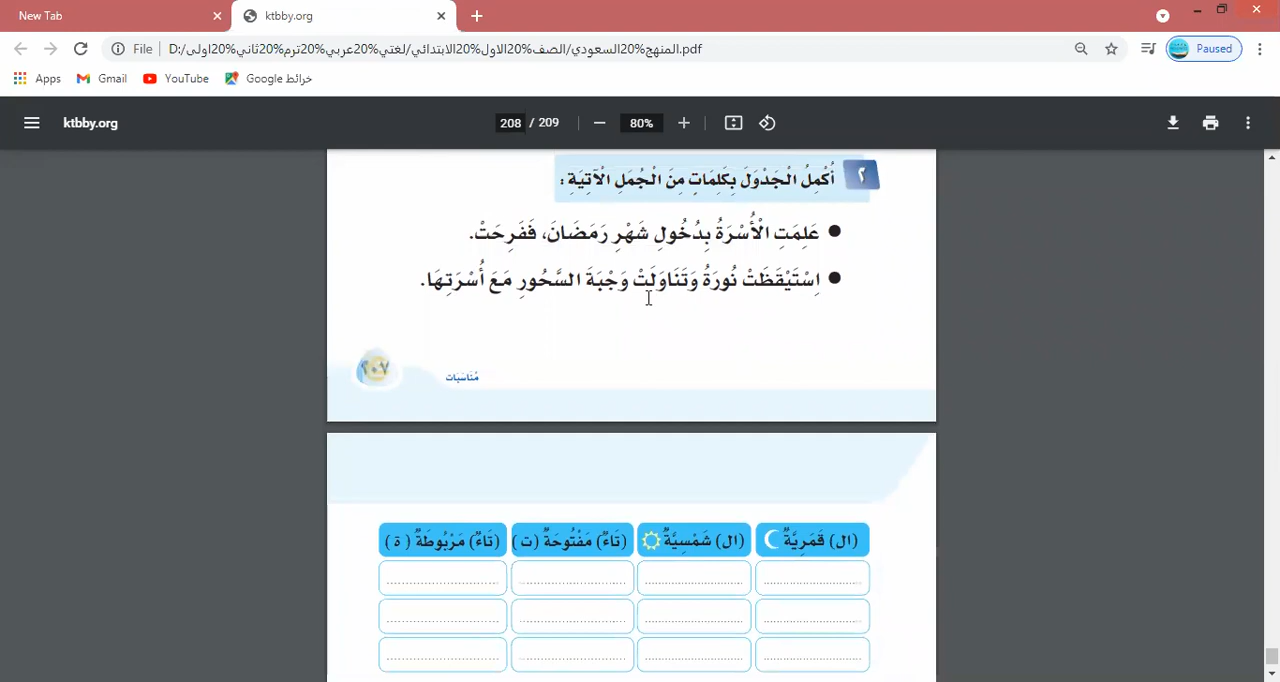 New Tab
ktbby.org
File
D:/المنهج%20السعودي/الصف%20الاول%20الابتدائي/لغتي%20عربي%20ترم%20ثاني%20اولى.pdf
Paused
Apps
Gmail
YouTube
خرائط Google
ktbby.org
208 / 209
80%
٢ أُكْمِلُ الْجَدْوَلَ بِكَلِمَاتٍ مِنَ الْجُمَلِ الْآتِيَةِ :
● عَلِمَتِ الْأُسْرَةُ بِدُخُولِ شَهْرِ رَمَضَانَ، فَفَرِحَتْ.
● اِسْتَيْقَظَتْ نُورَةُ وَتَنَاوَلَتْ وَجْبَةَ السَّحُورِ مَعَ أُسْرَتِهَا.
مُنَاسَبَات
٢٠٧
(ال) قَمَرِيَّةٌ
(ال) شَمْسِيَّةٌ
(تَاءٌ) مَفْتُوحَةٌ (ت)
(تَاءٌ) مَرْبُوطَةٌ (ة)